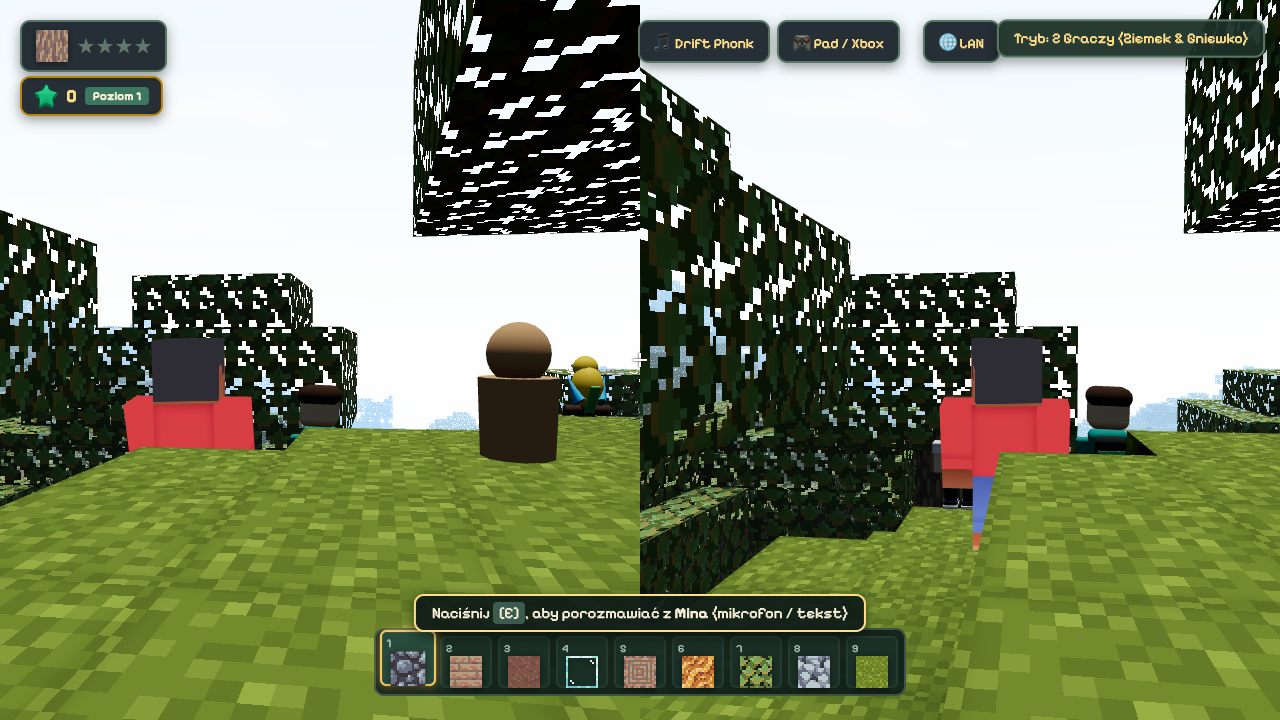 ★★★★
0 Poziom 1
Drift Phonk
Pad / Xbox
LAN
Tryb: 2 Graczy (Ziemek & Gniewko)
Naciśnij [E], aby porozmawiać z Mina (mikrofon / tekst)
1 2 3 4 5 6 7 8 9